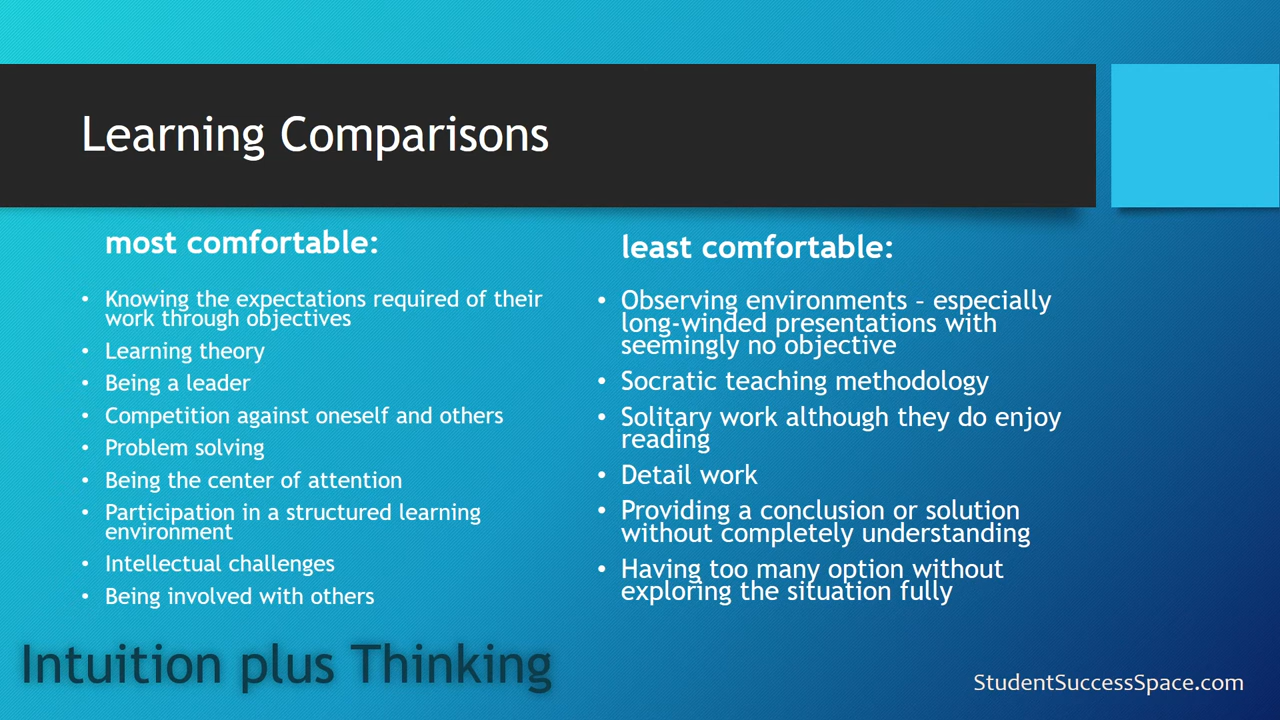 Learning Comparisons
most comfortable:
• Knowing the expectations required of their
work through objectives
• Learning theory
• Being a leader
• Competition against oneself and others
• Problem solving
• Being the center of attention
• Participation in a structured learning
environment
• Intellectual challenges
• Being involved with others
least comfortable:
• Observing environments – especially
long-winded presentations with
seemingly no objective
• Socratic teaching methodology
• Solitary work although they do enjoy
reading
• Detail work
• Providing a conclusion or solution
without completely understanding
• Having too many option without
exploring the situation fully
Intuition plus Thinking
StudentSuccessSpace.com